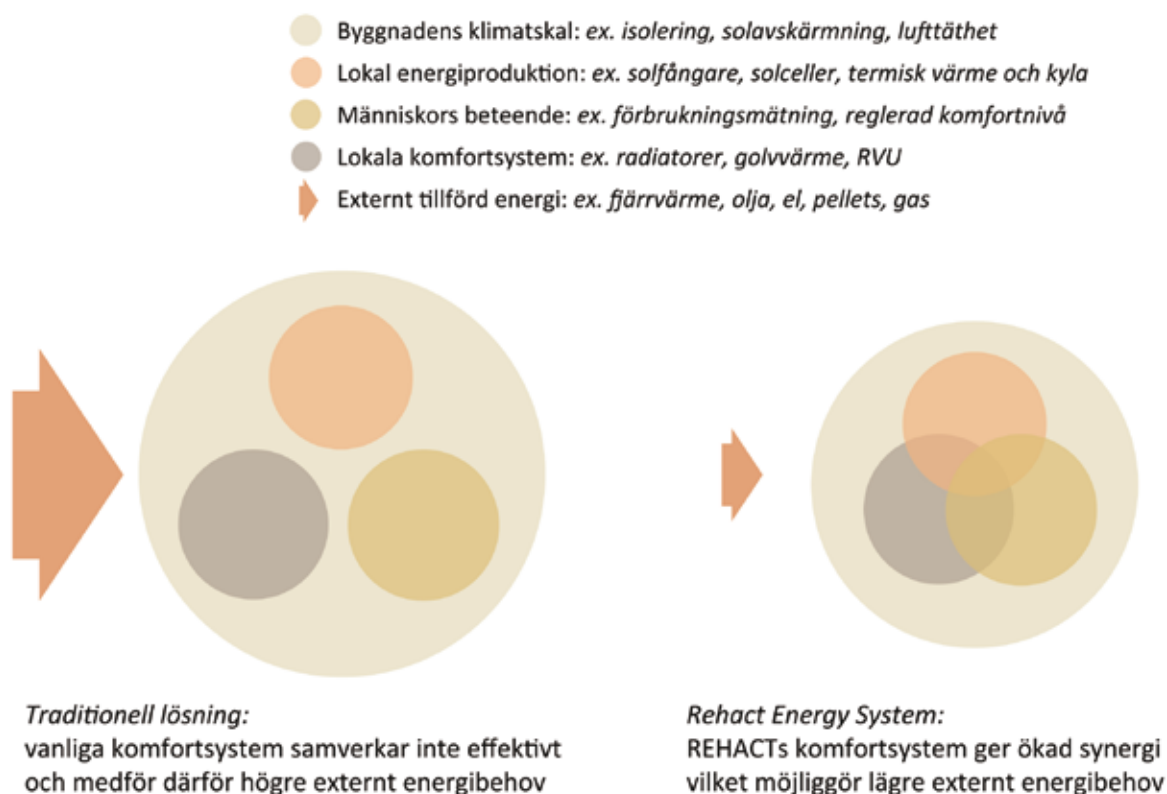 Byggnadens klimatskal: ex. isolering, solavskärmning, lufttäthet
Lokal energiproduktion: ex. solfångare, solceller, termisk värme och kyla
Människors beteende: ex. förbrukningsmätning, reglerad komfortnivå
Lokala komfortsystem: ex. radiatorer, golvvärme, RVU
Externt tillförd energi: ex. fjärrvärme, olja, el, pellets, gas
Traditionell lösning:
vanliga komfortsystem samverkar inte effektivt
och medför därför högre externt energibehov
Rehact Energy System:
REHACTs komfortsystem ger ökad synergi
vilket möjliggör lägre externt energibehov